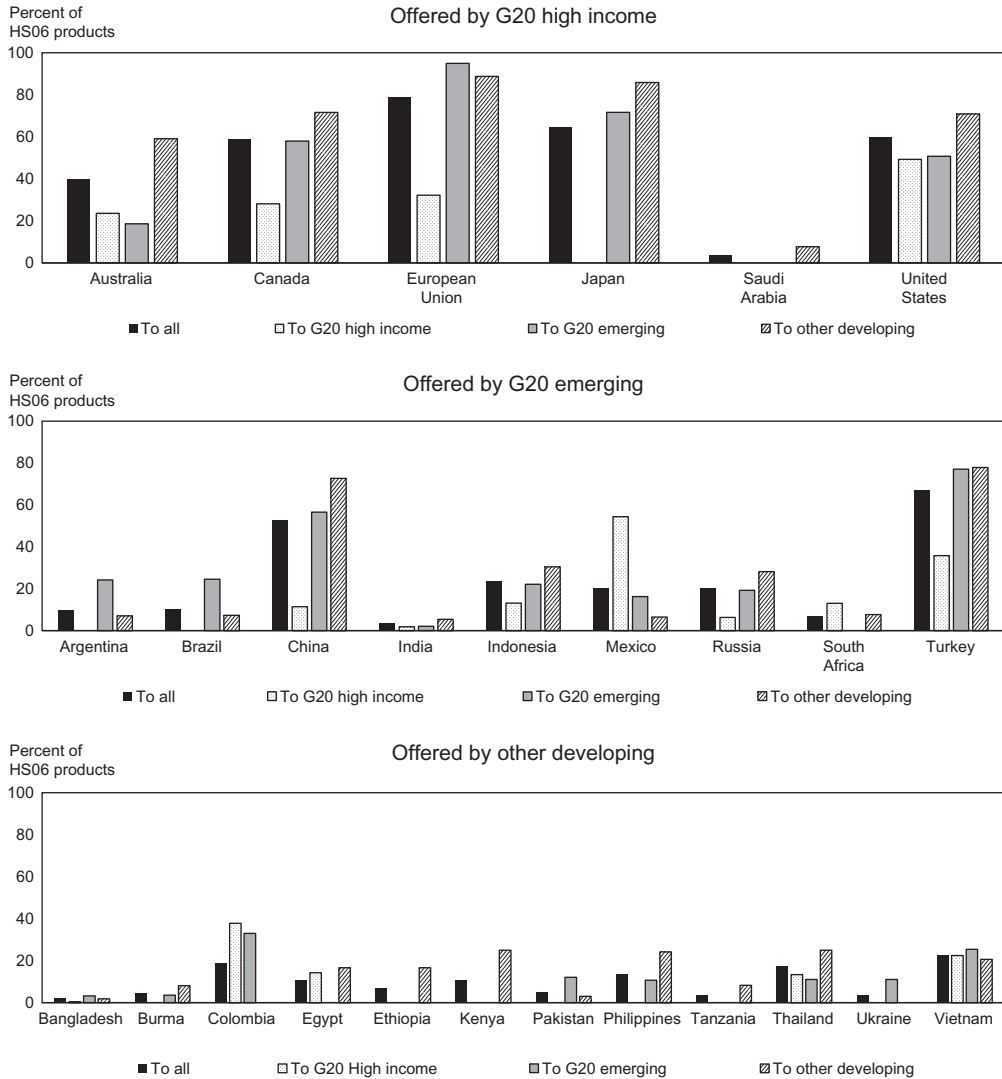 Percent of
HS06 products
Offered by G20 high income
100
80
60
40
20
0
Australia Canada European Union Japan Saudi Arabia United States
To all To G20 high income To G20 emerging To other developing
Percent of
HS06 products
Offered by G20 emerging
100
80
60
40
20
0
Argentina Brazil China India Indonesia Mexico Russia South Africa Turkey
To all To G20 high income To G20 emerging To other developing
Percent of
HS06 products
Offered by other developing
100
80
60
40
20
0
Bangladesh Burma Colombia Egypt Ethiopia Kenya Pakistan Philippines Tanzania Thailand Ukraine Vietnam
To all To G20 High income To G20 emerging To other developing